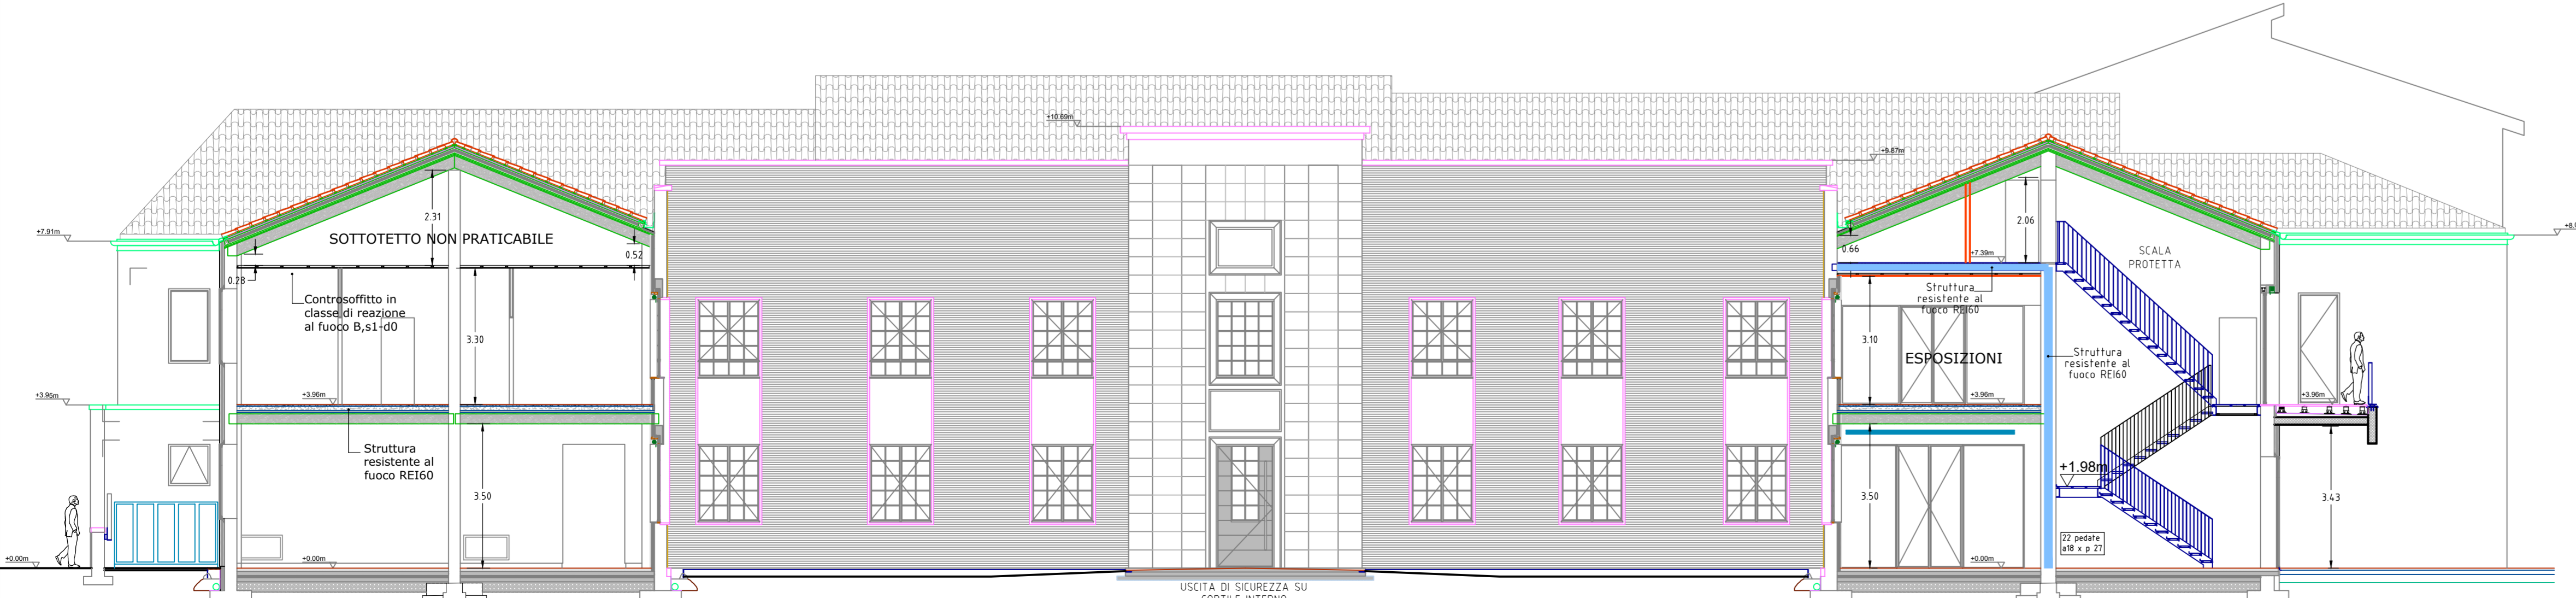 +10.69m
+9.87m
+7.91m
2.31
SOTTOTETTO NON PRATICABILE
0.52
0.28
Controsoffitto in
classe di reazione
al fuoco B,s1-d0
3.30
+3.95m
+3.96m
Struttura
resistente al
fuoco REI60
3.50
+0.00m
+0.00m
USCITA DI SICUREZZA SU
CORTILE INTERNO
2.06
0.66
+7.39m
SCALA
PROTETTA
Struttura
resistente al
fuoco REI60
3.10
ESPOSIZIONI
Struttura
resistente al
fuoco REI60
+3.96m
+3.96m
+1.98m
3.50
3.43
22 pedate
a18 x p 27
+0.00m